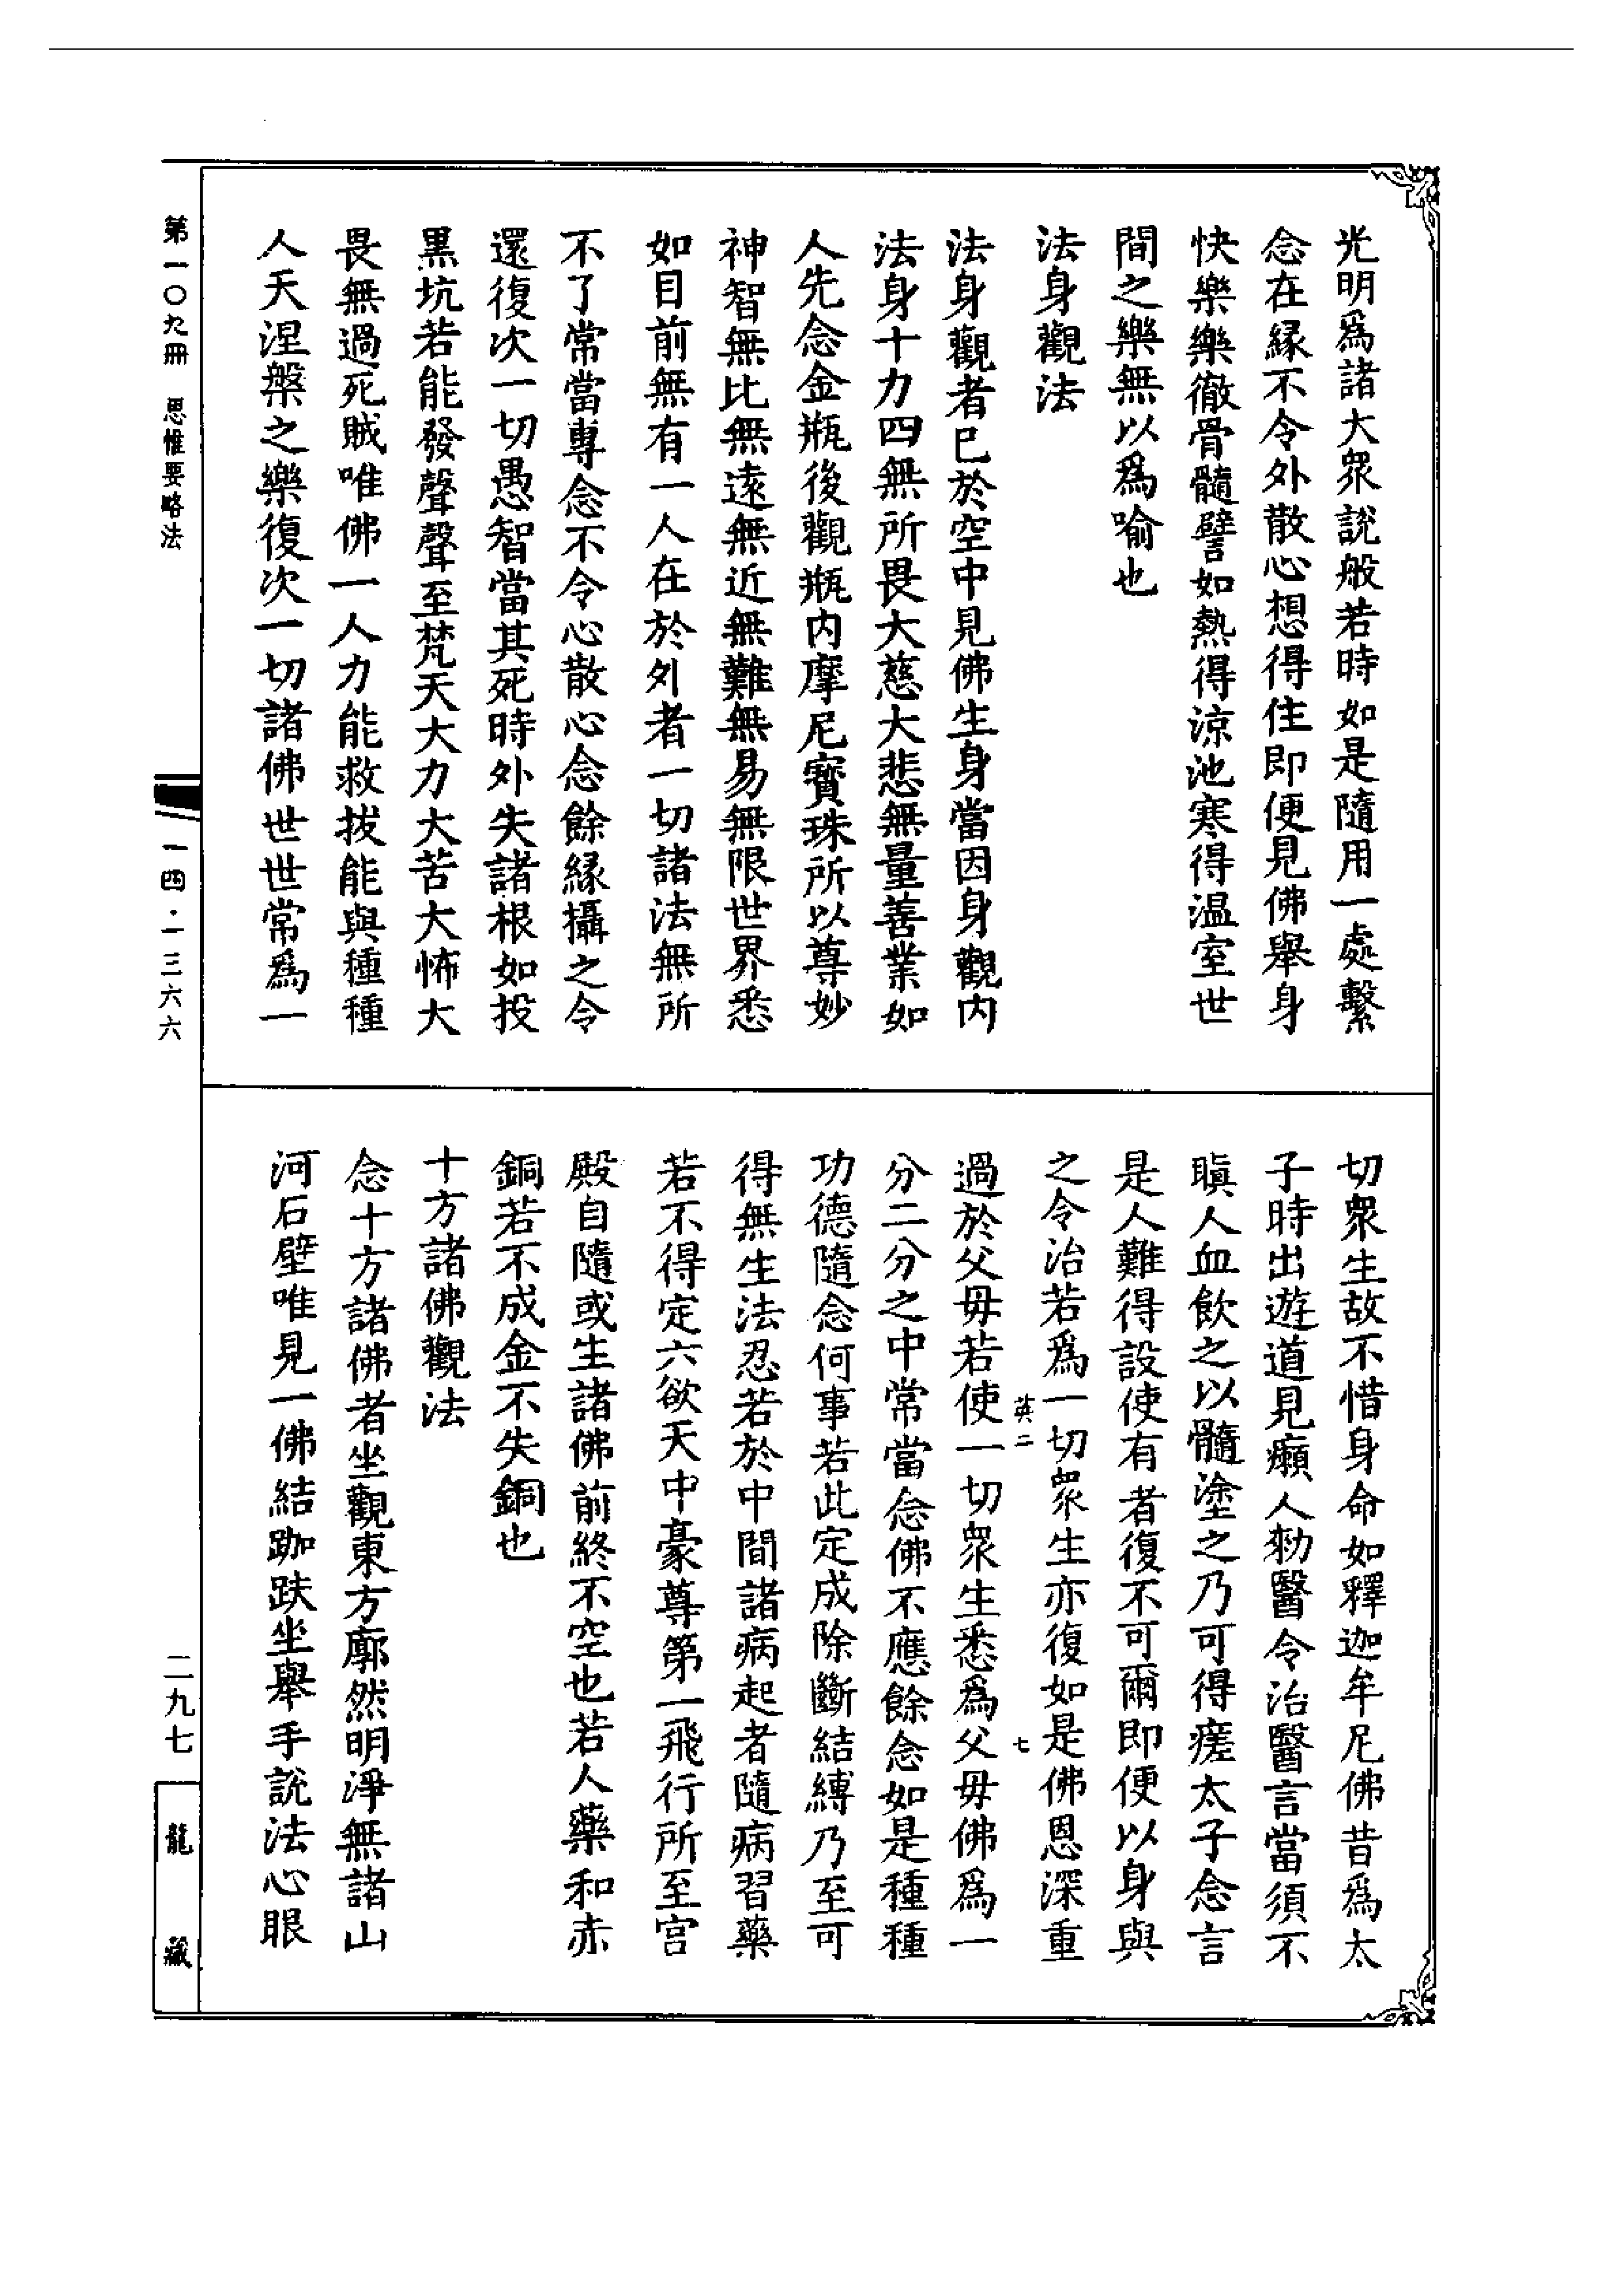 光明爲諸大衆説般若時如是隨用一處繫
念在縁不令外散心想得住即便見佛舉身
快樂樂徹骨髓譬如熱得涼池寒得温室世
間之樂無以爲喻也
法身觀法
法身觀者已於空中見佛生身當因身觀内
法身十力四無所畏大慈大悲無量善業如
人先念金瓶後觀瓶内摩尼寶珠所以尊妙
神智無比無遠無近無難無易無限世界悉
如目前無有一人在於外者一切諸法無所
不了常當專念不令心散心念餘縁攝之令
還復次一切愚智當其死時外失諸根如投
黑坑若能發聲聲至梵天大力大苦大怖大
畏無過死賊唯佛一人力能救拔能與種種
人天涅槃之樂復次一切諸佛世世常爲一
切衆生故不惜身命如釋迦牟尼佛昔爲太
子時出遊道見癩人勑醫令治醫言當須不
瞋人血飲之以髓塗之乃可得瘥太子念言
是人難得設使有者復不可爾即便以身與
之令治若爲一切衆生亦復如是佛恩深重
英二 七
過於父母若使一切衆生悉爲父母佛爲一
分二分之中常當念佛不應餘念如是種種
功德隨念何事若此定成除斷結縛乃至可
得無生法忍若於中間諸病起者隨病習藥
若不得定六欲天中豪尊第一飛行所至宫
殿自隨或生諸佛前終不空也若人藥和赤
銅若不成金不失銅也
十方諸佛觀法
念十方諸佛者坐觀東方廓然明淨無諸山
河石壁唯見一佛結跏趺坐舉手説法心眼
第一〇九冊 思惟要略法
一四·一三六六
二九七
龍藏